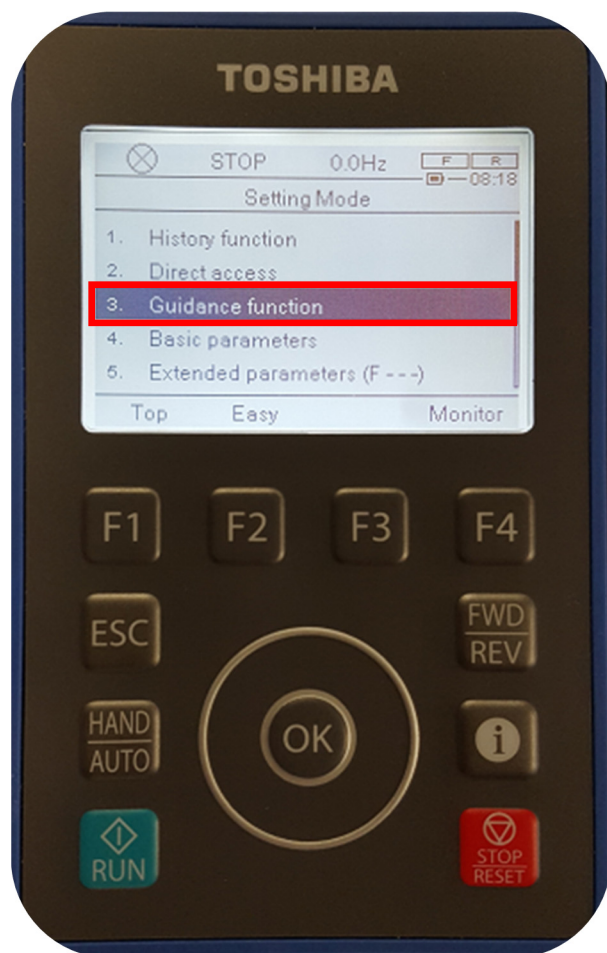 TOSHIBA
STOP 0.0Hz F R
08:18
Setting Mode
1. History function
2. Direct access
3. Guidance function
4. Basic parameters
5. Extended parameters (F ---)
Top Easy Monitor
F1 F2 F3 F4
ESC
FWD
REV
HAND
AUTO
OK
i
RUN
STOP
RESET